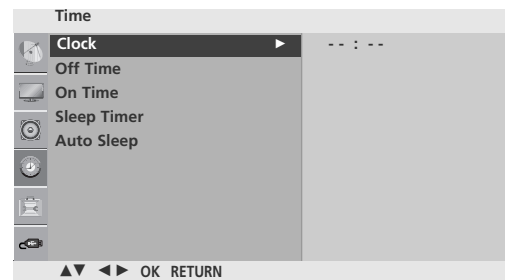 Time
Clock ► -- : --
Off Time
On Time
Sleep Timer
Auto Sleep
▲▼ ◄► OK RETURN